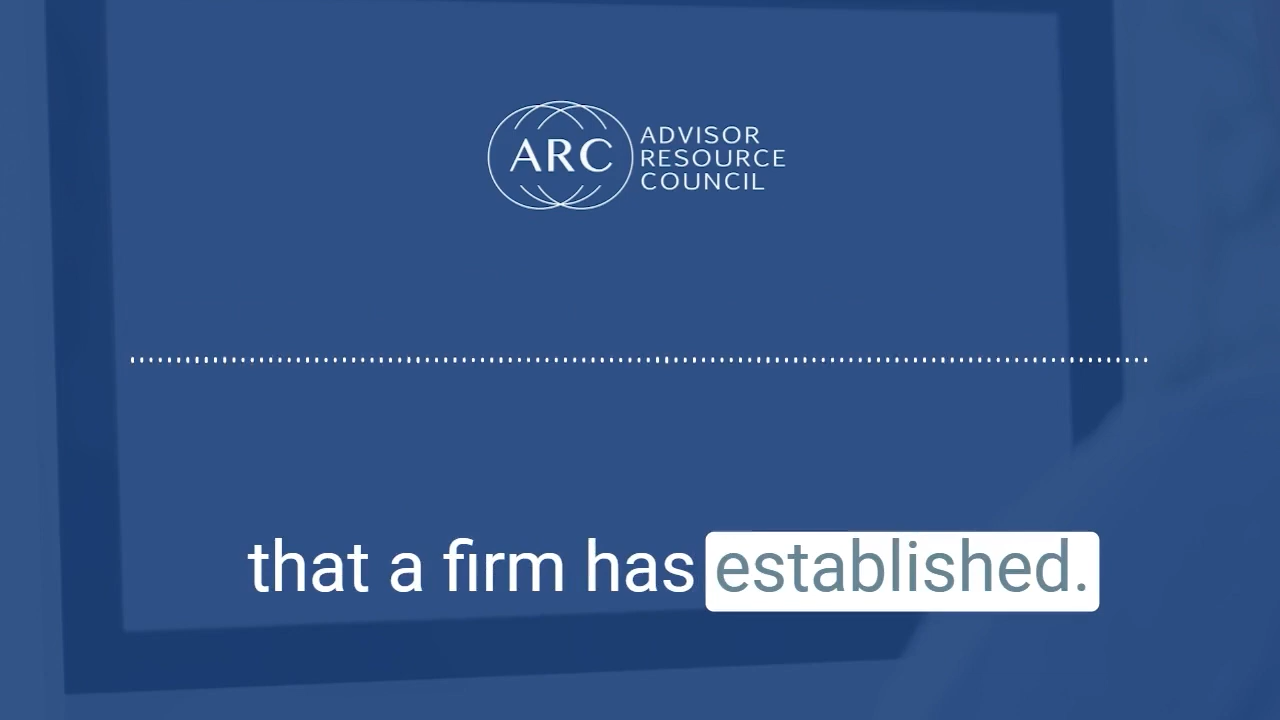 ARC
ADVISOR
RESOURCE
COUNCIL
that a firm has established.